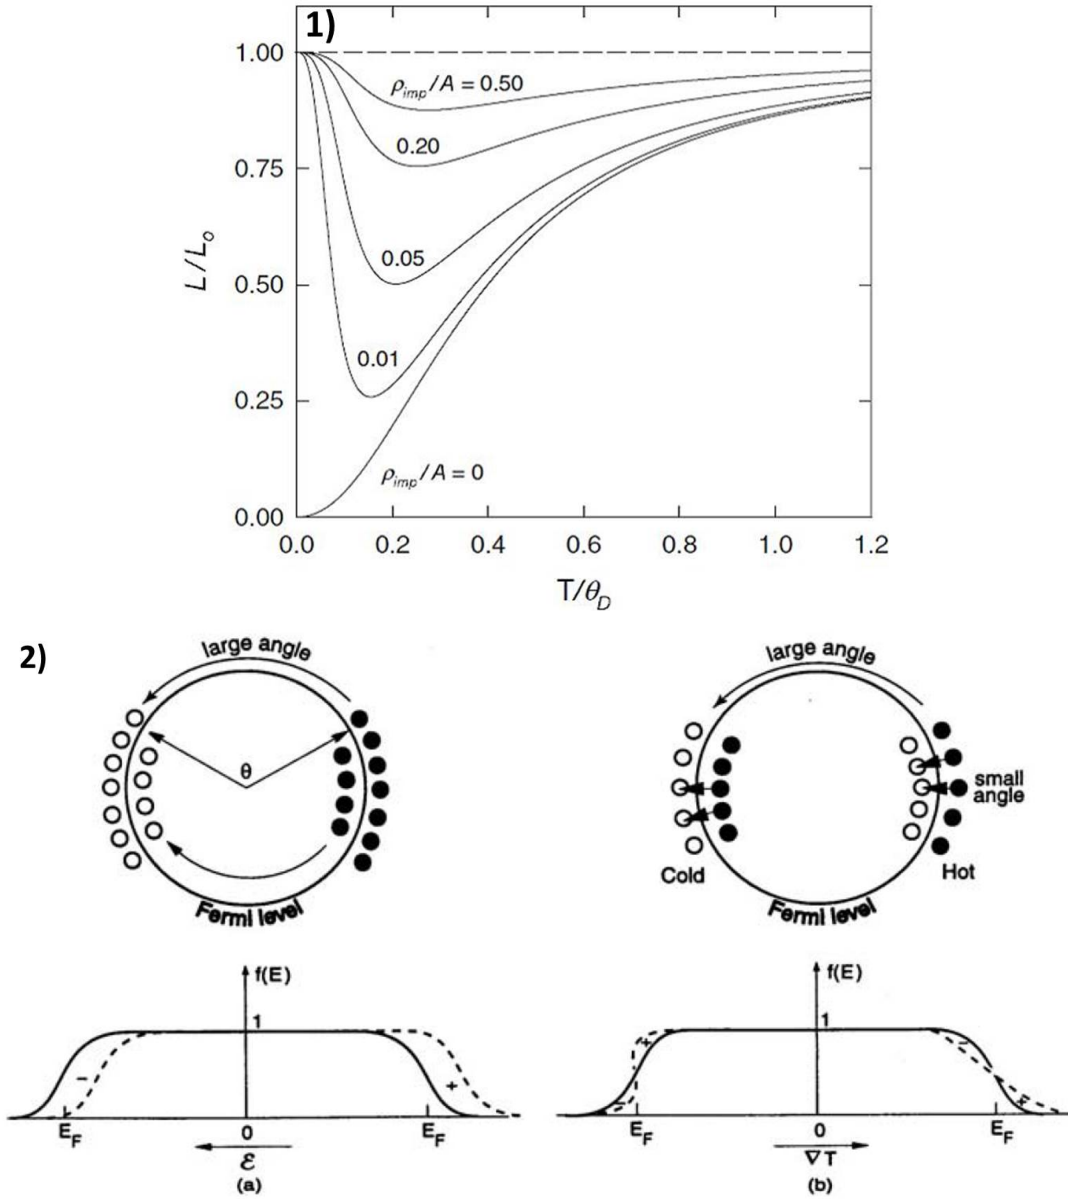 1)
1.00
ρimp/A = 0.50
0.20
0.75
L/Lo
0.05
0.50
0.01
0.25
ρimp/A = 0
0.00
0.0 0.2 0.4 0.6 0.8 1.0 1.2
T/θD
2)
large angle
θ
Fermi level
f(E)
1
−
+
EF 0 EF
ℰ
(a)
large angle
small
angle
Cold Hot
Fermi level
f(E)
1
+ −
− +
EF 0 EF
∇T
(b)